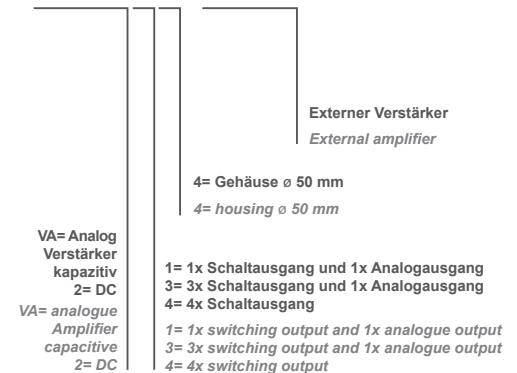 Externer Verstärker
External amplifier
4= Gehäuse ø 50 mm
4= housing ø 50 mm
VA= Analog
Verstärker
kapazitiv
2= DC
VA= analogue
Amplifier
capacitive
2= DC
1= 1x Schaltausgang und 1x Analogausgang
3= 3x Schaltausgang und 1x Analogausgang
4= 4x Schaltausgang
1= 1x switching output and 1x analogue output
3= 3x switching output and 1x analogue output
4= 4x switching output